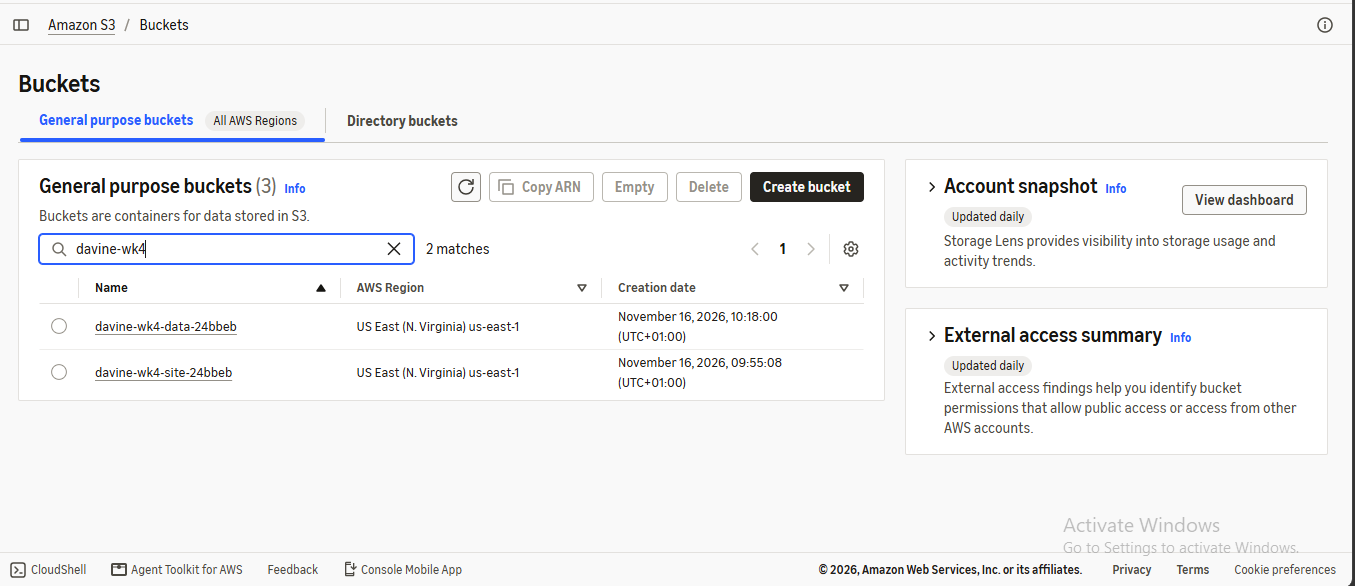 Amazon S3 / Buckets
Buckets
General purpose buckets All AWS Regions Directory buckets
General purpose buckets (3) Info
Copy ARN Empty Delete Create bucket
Buckets are containers for data stored in S3.
davine-wk4 2 matches 1
Name AWS Region Creation date
davine-wk4-data-24bbeb US East (N. Virginia) us-east-1 November 16, 2026, 10:18:00
(UTC+01:00)
davine-wk4-site-24bbeb US East (N. Virginia) us-east-1 November 16, 2026, 09:55:08
(UTC+01:00)
Account snapshot Info
View dashboard
Updated daily
Storage Lens provides visibility into storage usage and
activity trends.
External access summary Info
Updated daily
External access findings help you identify bucket
permissions that allow public access or access from other
AWS accounts.
Activate Windows
Go to Settings to activate Windows.
CloudShell Agent Toolkit for AWS Feedback Console Mobile App © 2026, Amazon Web Services, Inc. or its affiliates. Privacy Terms Cookie preferences